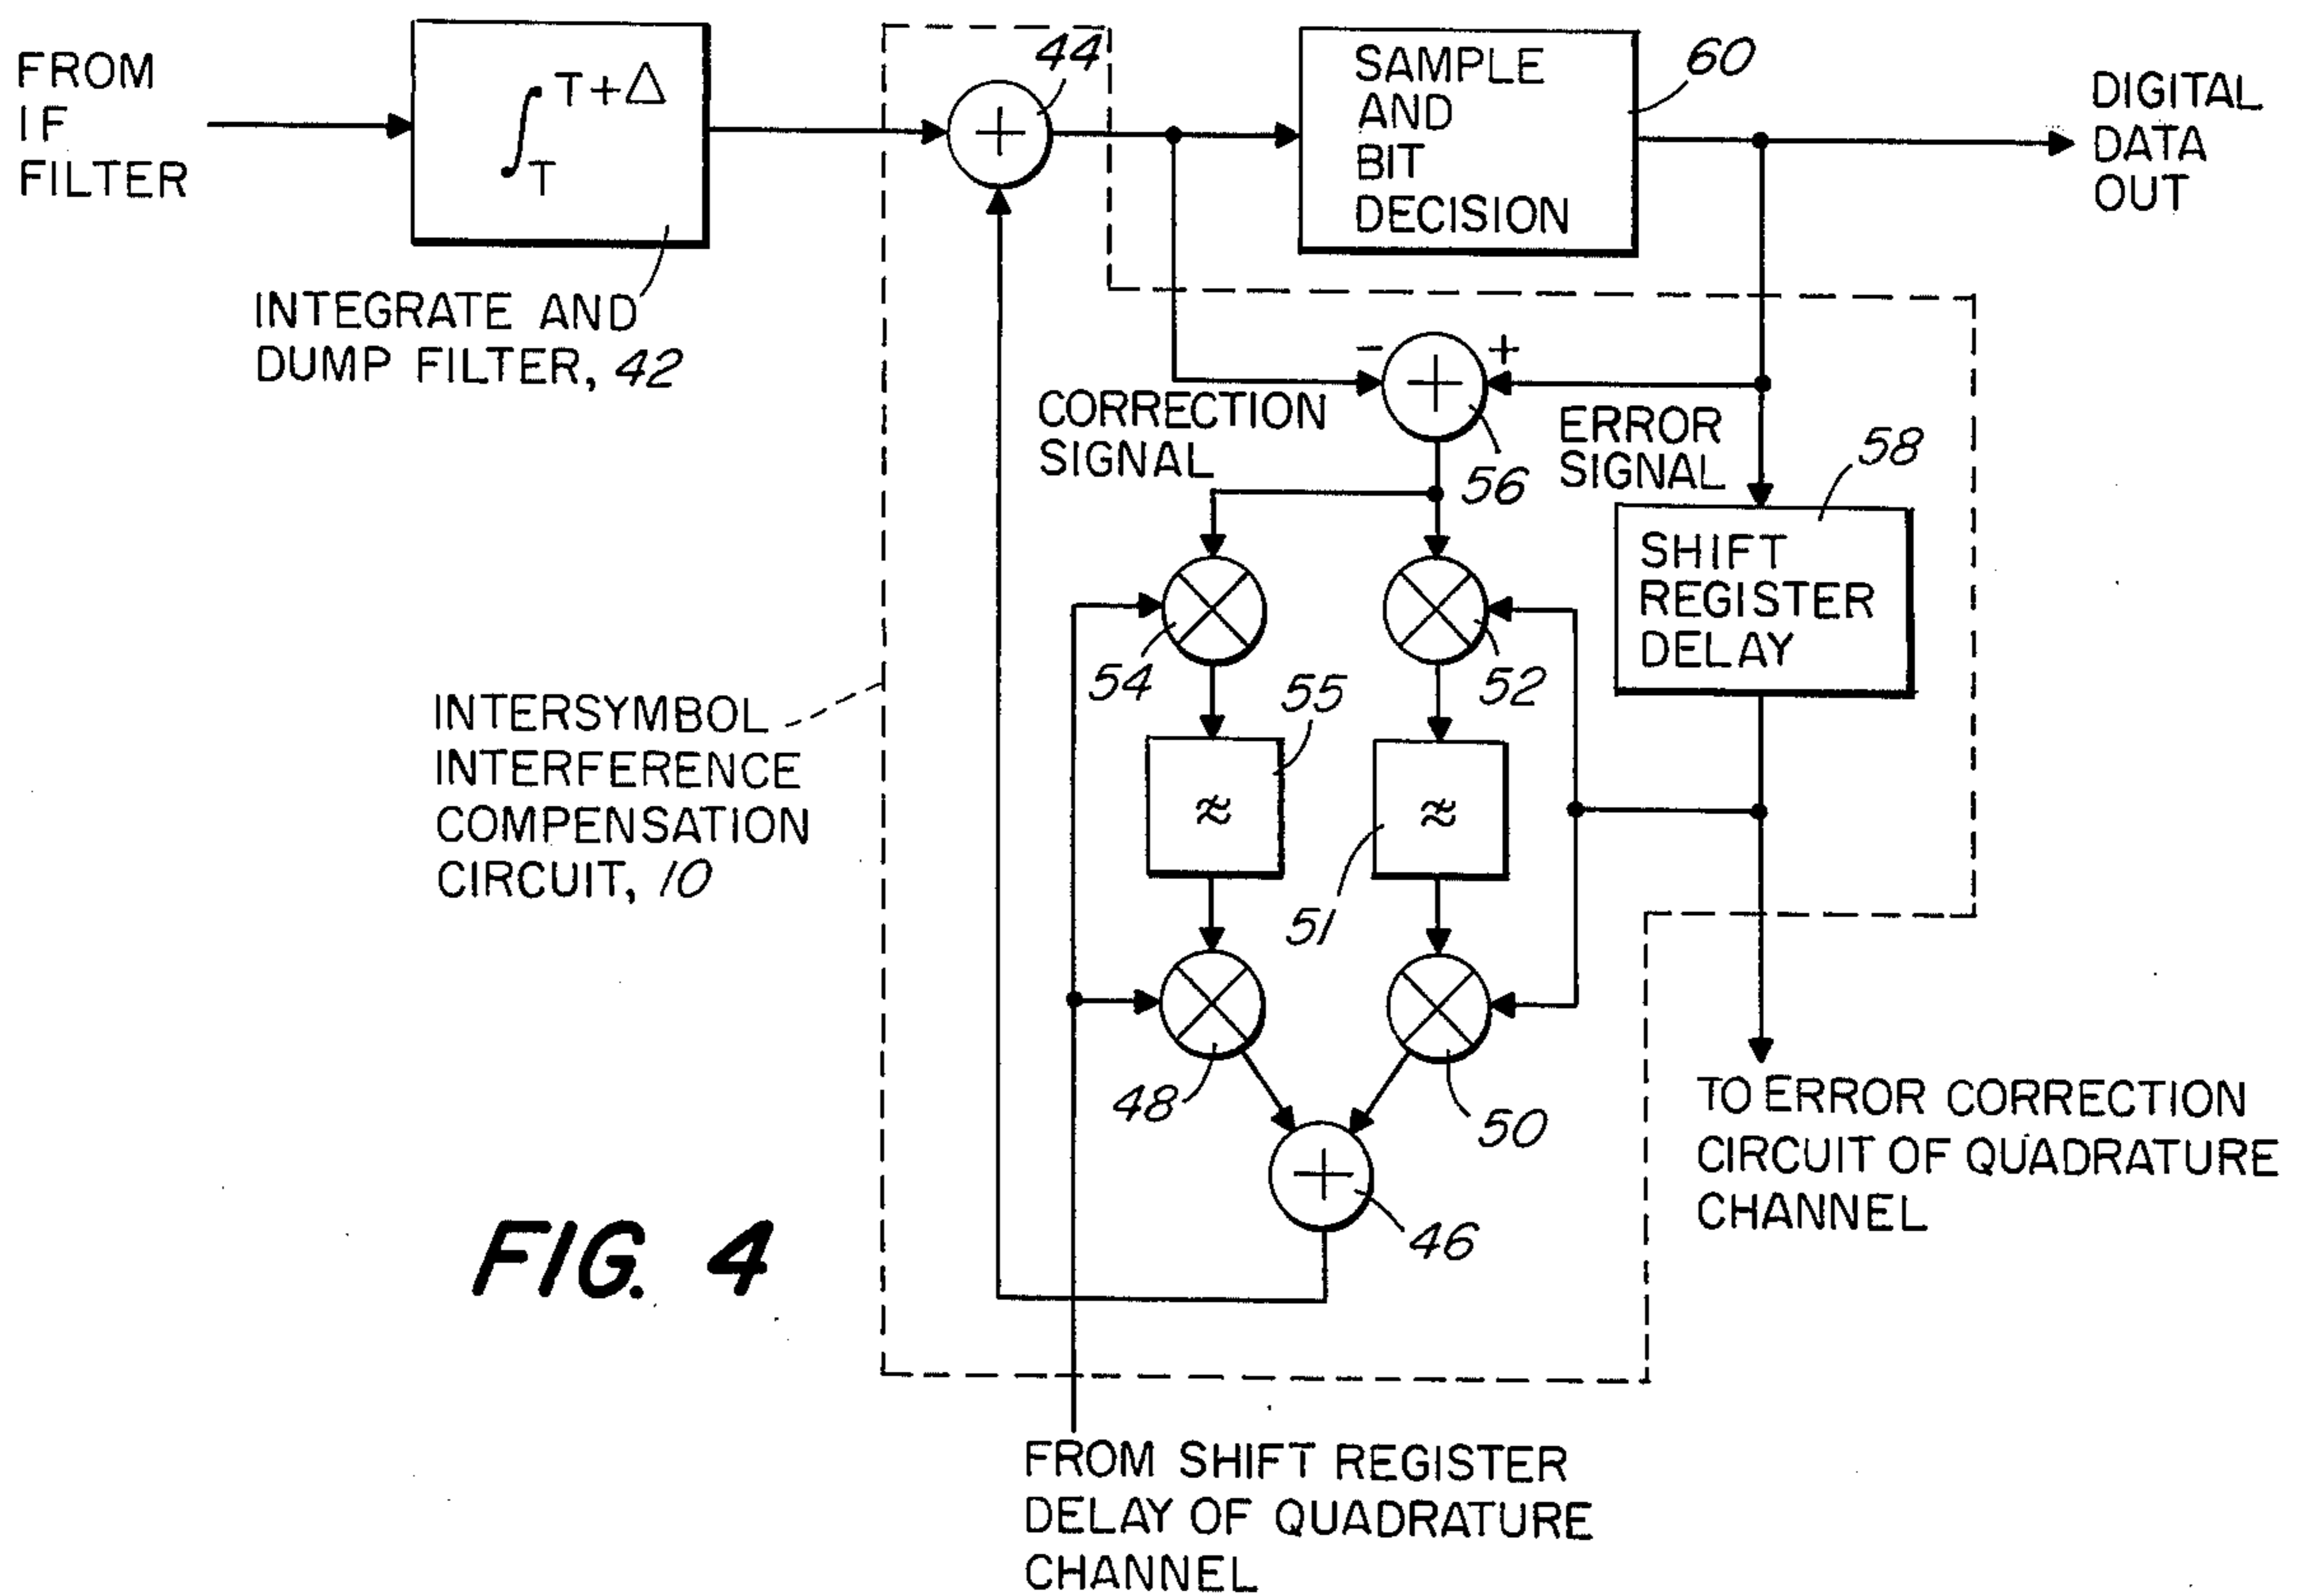 FROM
IF
FILTER
∫ T+Δ
T
INTEGRATE AND
DUMP FILTER, 42
44
+
SAMPLE
AND
BIT
DECISION
60
DIGITAL
DATA
OUT
- +
+
CORRECTION
SIGNAL
56
ERROR
SIGNAL
58
SHIFT
REGISTER
DELAY
54
52
55
≈
≈
51
INTERSYMBOL
INTERFERENCE
COMPENSATION
CIRCUIT, 10
48
50
+
46
TO ERROR CORRECTION
CIRCUIT OF QUADRATURE
CHANNEL
FIG. 4
FROM SHIFT REGISTER
DELAY OF QUADRATURE
CHANNEL